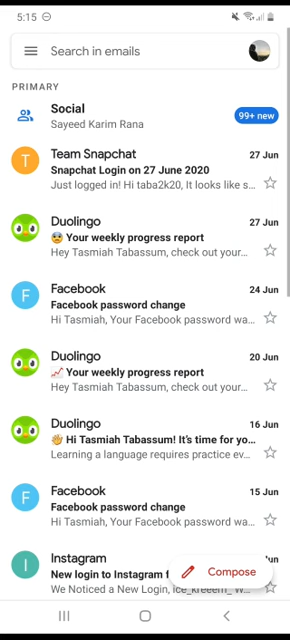 5:15
Search in emails
PRIMARY
Social
Sayeed Karim Rana
99+ new
T
Team Snapchat
27 Jun
Snapchat Login on 27 June 2020
Just logged in! Hi taba2k20, It looks like s...
Duolingo
27 Jun
😨 Your weekly progress report
Hey Tasmiah Tabassum, check out your...
F
Facebook
24 Jun
Facebook password change
Hi Tasmiah, Your Facebook password wa...
Duolingo
20 Jun
📈 Your weekly progress report
Hey Tasmiah Tabassum, check out your...
Duolingo
16 Jun
👋 Hi Tasmiah Tabassum! It's time for yo...
Learning a language requires practice ev...
F
Facebook
15 Jun
Facebook password change
Hi Tasmiah, Your Facebook password wa...
I
Instagram
New login to Instagram
We Noticed a New Login, ice_kreeem_ W...
Compose